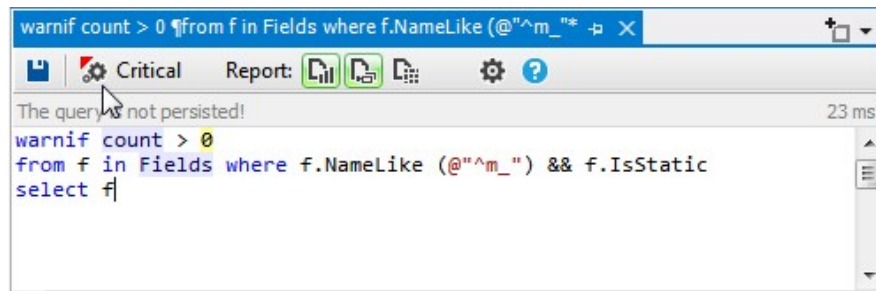 warnif count > 0 ¶from f in Fields where f.NameLike (@"^m_"*
Critical Report:
The query is not persisted! 23 ms
warnif count > 0
from f in Fields where f.NameLike (@"^m_") && f.IsStatic
select f